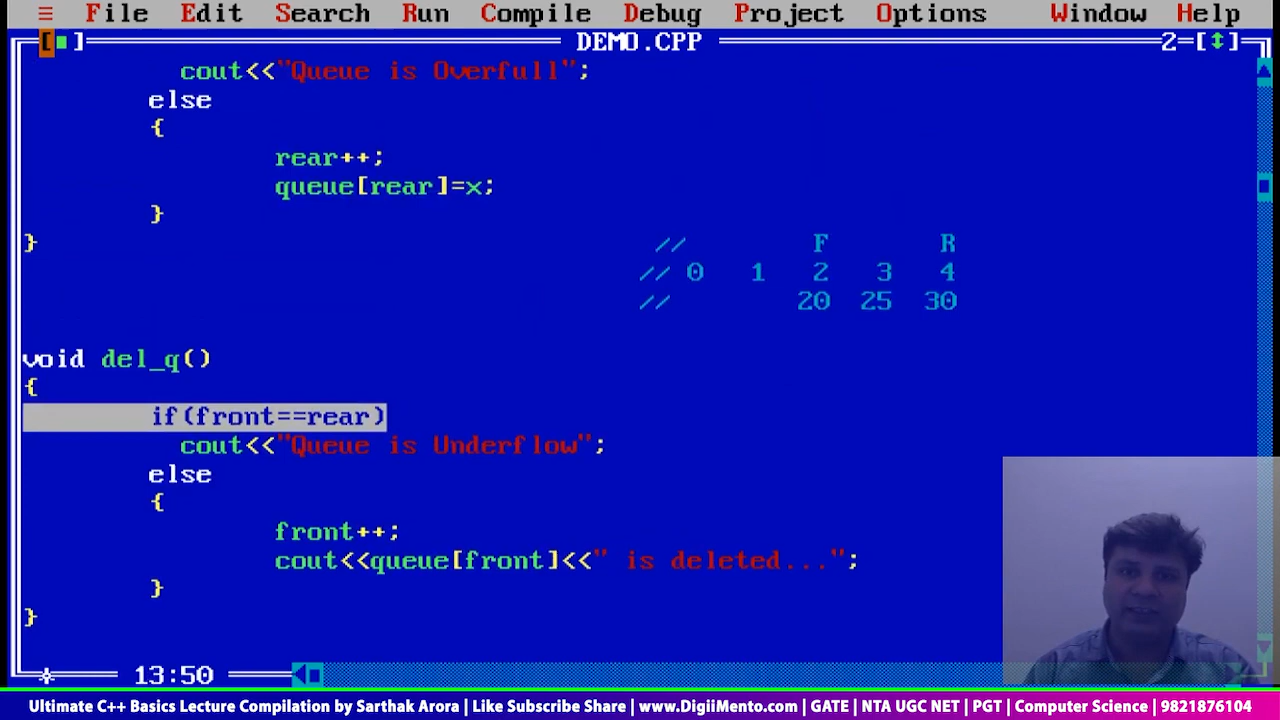 ≡ File Edit Search Run Compile Debug Project Options Window Help
[■] DEMO.CPP 2=[↕]
cout<<"Queue is Overfull";
else
{
rear++;
queue[rear]=x;
}
}
// F R
// 0 1 2 3 4
// 20 25 30
void del_q()
{
if(front==rear)
cout<<"Queue is Underflow";
else
{
front++;
cout<<queue[front]<<" is deleted...";
}
}
13:50
Ultimate C++ Basics Lecture Compilation by Sarthak Arora | Like Subscribe Share | www.DigiiMento.com | GATE | NTA UGC NET | PGT | Computer Science | 9821876104